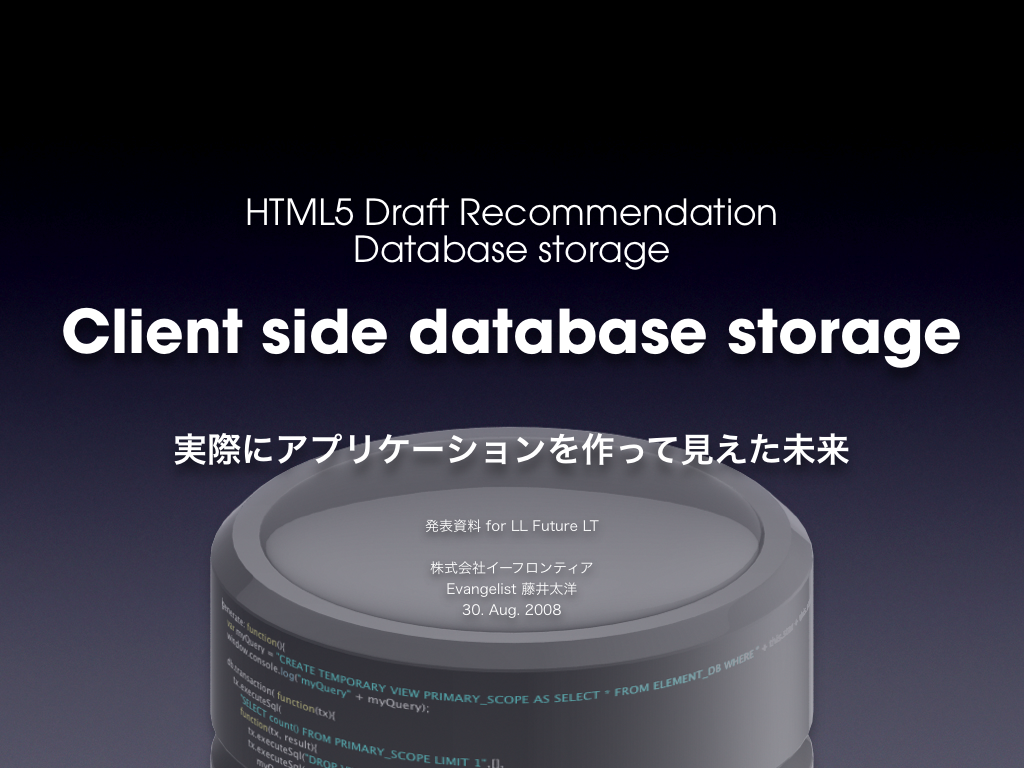 HTML5 Draft Recommendation
Database storage
Client side database storage
実際にアプリケーションを作って見えた未来
発表資料 for LL Future LT
株式会社イーフロンティア
Evangelist 藤井太洋
30. Aug. 2008
generate: function(){
var myQuery = "CREATE TEMPORARY VIEW PRIMARY_SCOPE AS SELECT * FROM ELEMENT_DB WHERE " +
window.console.log("myQuery" + myQuery);
db.transaction( function(tx){
tx.executeSql(
"SELECT count() FROM PRIMARY_SCOPE LIMIT 1",[],
function(tx, result){
tx.executeSql("DROP